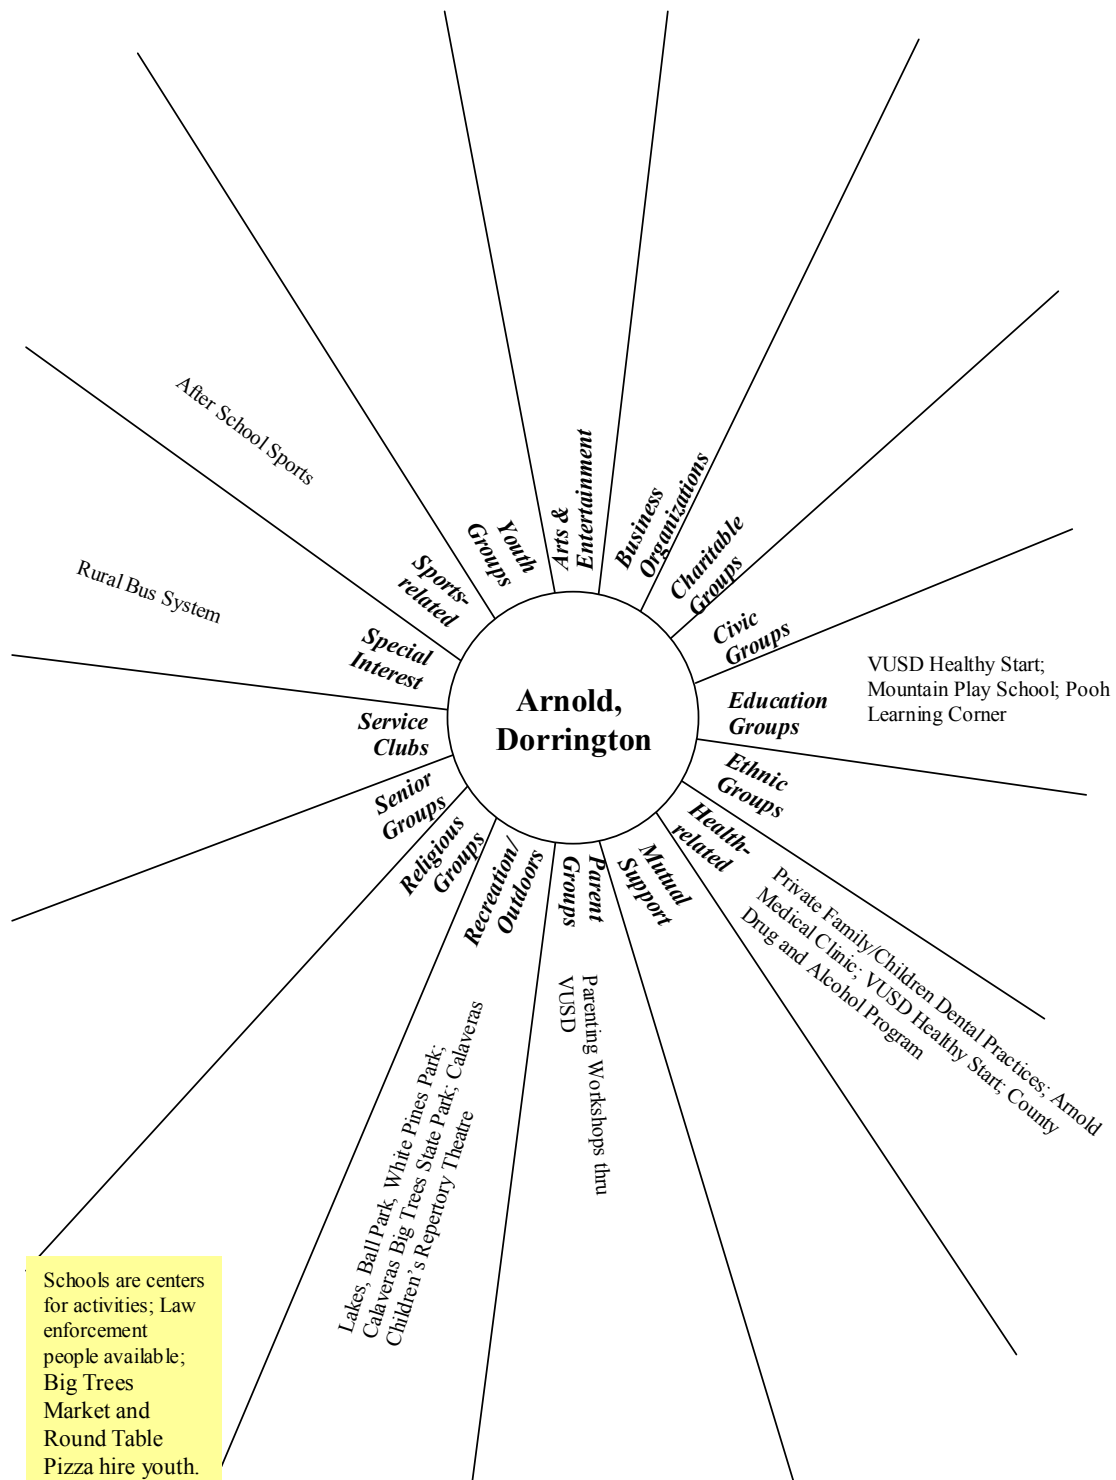 Arts &
Entertainment
Business
Organizations
Charitable
Groups
Civic
Groups
Education
Groups
VUSD Healthy Start;
Mountain Play School; Pooh
Learning Corner
Ethnic
Groups
Health-
related
Private Family/Children Dental Practices; Arnold
Medical Clinic; VUSD Healthy Start; County
Drug and Alcohol Program
Mutual
Support
Parent
Groups
Parenting Workshops thru
VUSD
Recreation/
Outdoors
Lakes, Ball Park, White Pines Park;
Calaveras Big Trees State Park; Calaveras
Children’s Repertory Theatre
Religious
Groups
Senior
Groups
Service
Clubs
Special
Interest
Rural Bus System
Sports-
related
After School Sports
Youth
Groups
Arnold,
Dorrington
Schools are centers
for activities; Law
enforcement
people available;
Big Trees
Market and
Round Table
Pizza hire youth.